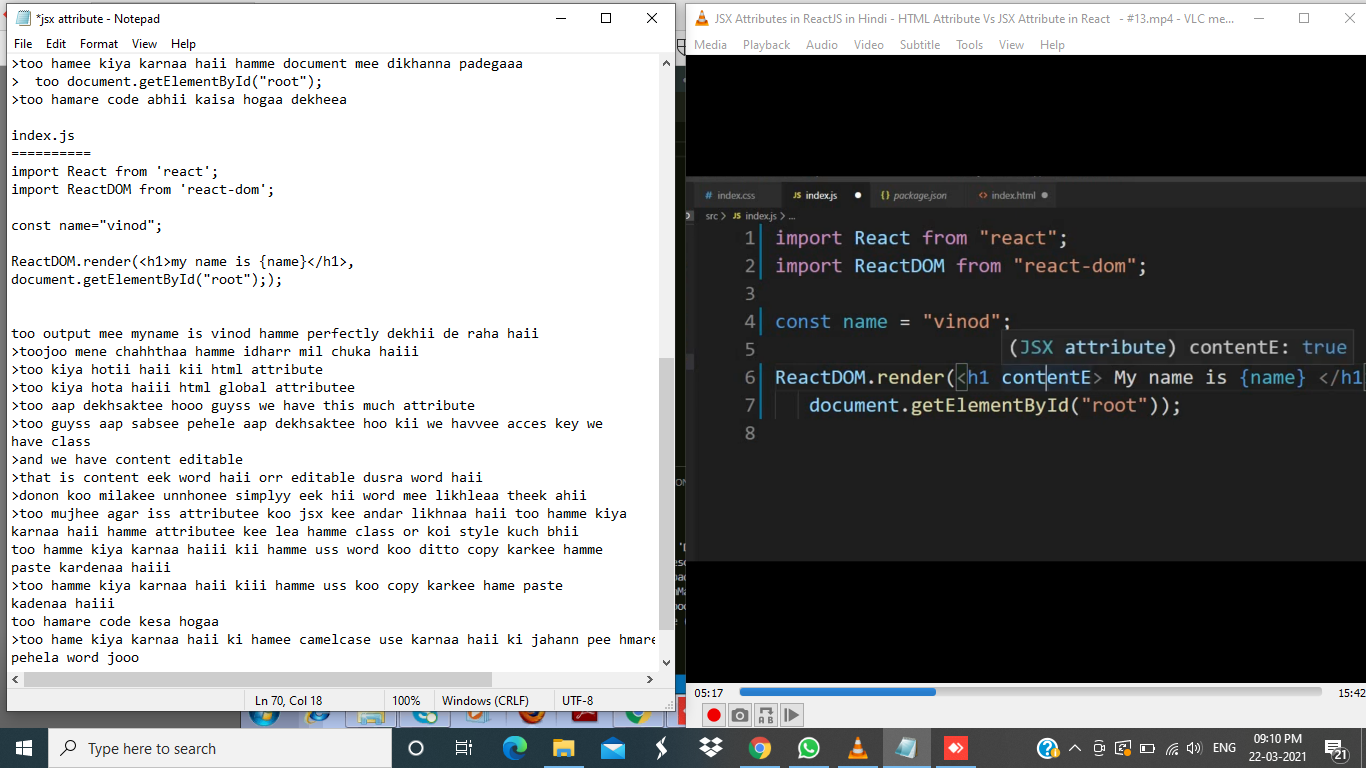 *jsx attribute - Notepad
File Edit Format View Help
>too hamee kiya karnaa haii hamme document mee dikhanna padegaaa
>  too document.getElementById("root");
>too hamare code abhii kaisa hogaa dekheea
index.js
==========
import React from 'react';
import ReactDOM from 'react-dom';
const name="vinod";
ReactDOM.render(<h1>my name is {name}</h1>,
document.getElementById("root"););
too output mee myname is vinod hamme perfectly dekhii de raha haii
>toojoo mene chahhthaa hamme idharr mil chuka haiii
>too kiya hotii haii kii html attribute
>too kiya hota haiii html global attributee
>too aap dekhsaktee hooo guyss we have this much attribute
>too guyss aap sabsee pehele aap dekhsaktee hoo kii we havvee acces key we
have class
>and we have content editable
>that is content eek word haii orr editable dusra word haii
>donon koo milakee unnhonee simplyy eek hii word mee likhleaa theek ahii
>too mujhee agar iss attributee koo jsx kee andar likhnaa haii too hamme kiya
karnaa haii hamme attributee kee lea hamme class or koi style kuch bhii
too hamme kiya karnaa haiii kii hamme uss word koo ditto copy karkee hamme
paste kardenaa haiii
>too hamme kiya karnaa haii kiii hamme uss koo copy karkee hame paste
kadenaa haiii
too hamare code kesa hogaa
>too hame kiya karnaa haii ki hamee camelcase use karnaa haii ki jahann pee hmare
pehela word jooo
Ln 70, Col 18 100% Windows (CRLF) UTF-8
JSX Attributes in ReactJS in Hindi - HTML Attribute Vs JSX Attribute in React - #13.mp4 - VLC me...
Media Playback Audio Video Subtitle Tools View Help
# index.css JS index.js ● {} package.json <> index.html ●
src > JS index.js > ...
1 import React from "react";
2 import ReactDOM from "react-dom";
3
4 const name = "vinod";
5
(JSX attribute) contentE: true
6 ReactDOM.render(<h1 contentE> My name is {name} </h1
7 document.getElementById("root"));
8
05:17 15:42
Type here to search
ENG
09:10 PM
22-03-2021
21